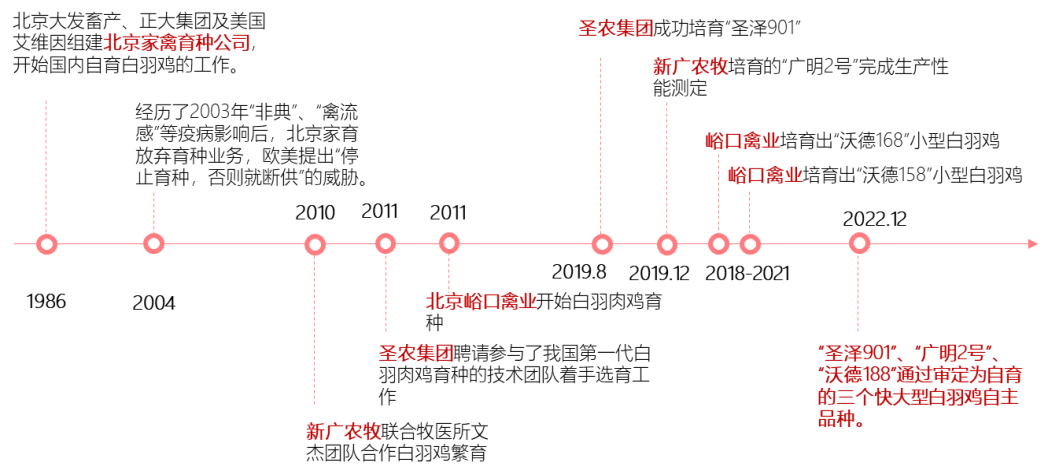 北京大发畜产、正大集团及美国
艾维因组建北京家禽育种公司，
开始国内自育白羽鸡的工作。
经历了2003年“非典”、“禽流
感”等疫病影响后，北京家育
放弃育种业务，欧美提出“停
止育种，否则就断供”的威胁。
圣农集团成功培育“圣泽901”
新广农牧培育的“广明2号”完成生产性
能测定
峪口禽业培育出“沃德168”小型白羽鸡
峪口禽业培育出“沃德158”小型白羽鸡
2010
2011
2011
2022.12
1986
2004
2019.8
2019.12
2018-2021
北京峪口禽业开始白羽肉鸡育
种
圣农集团聘请参与了我国第一代白
羽肉鸡育种的技术团队着手选育工
作
新广农牧联合牧医所文
杰团队合作白羽鸡繁育
“圣泽901”、“广明2号”、
“沃德188”通过审定为自育
的三个快大型白羽鸡自主
品种。